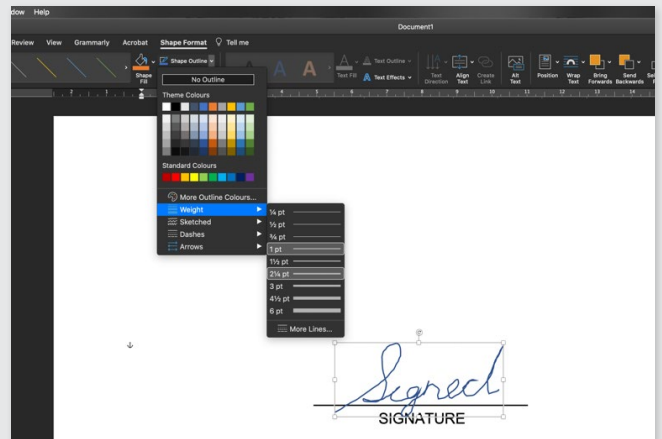 dow Help
Document1
Review View Grammarly Acrobat Shape Format Tell me
Shape Fill
Shape Outline
A A A
Text Fill
Text Outline
Text Effects
Text Direction
Align Text
Create Link
Alt Text
Position
Wrap Text
Bring Forwards
Send Backwards
No Outline
Theme Colours
Standard Colours
More Outline Colours...
Weight
Sketched
Dashes
Arrows
¼ pt
½ pt
¾ pt
1 pt
1½ pt
2¼ pt
3 pt
4½ pt
6 pt
More Lines...
Signed
SIGNATURE